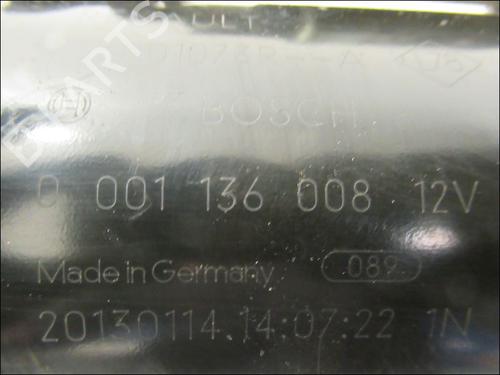 BOSCH
0 001 136 008 12V
Made in Germany 089
20130114 14:07:22 1N